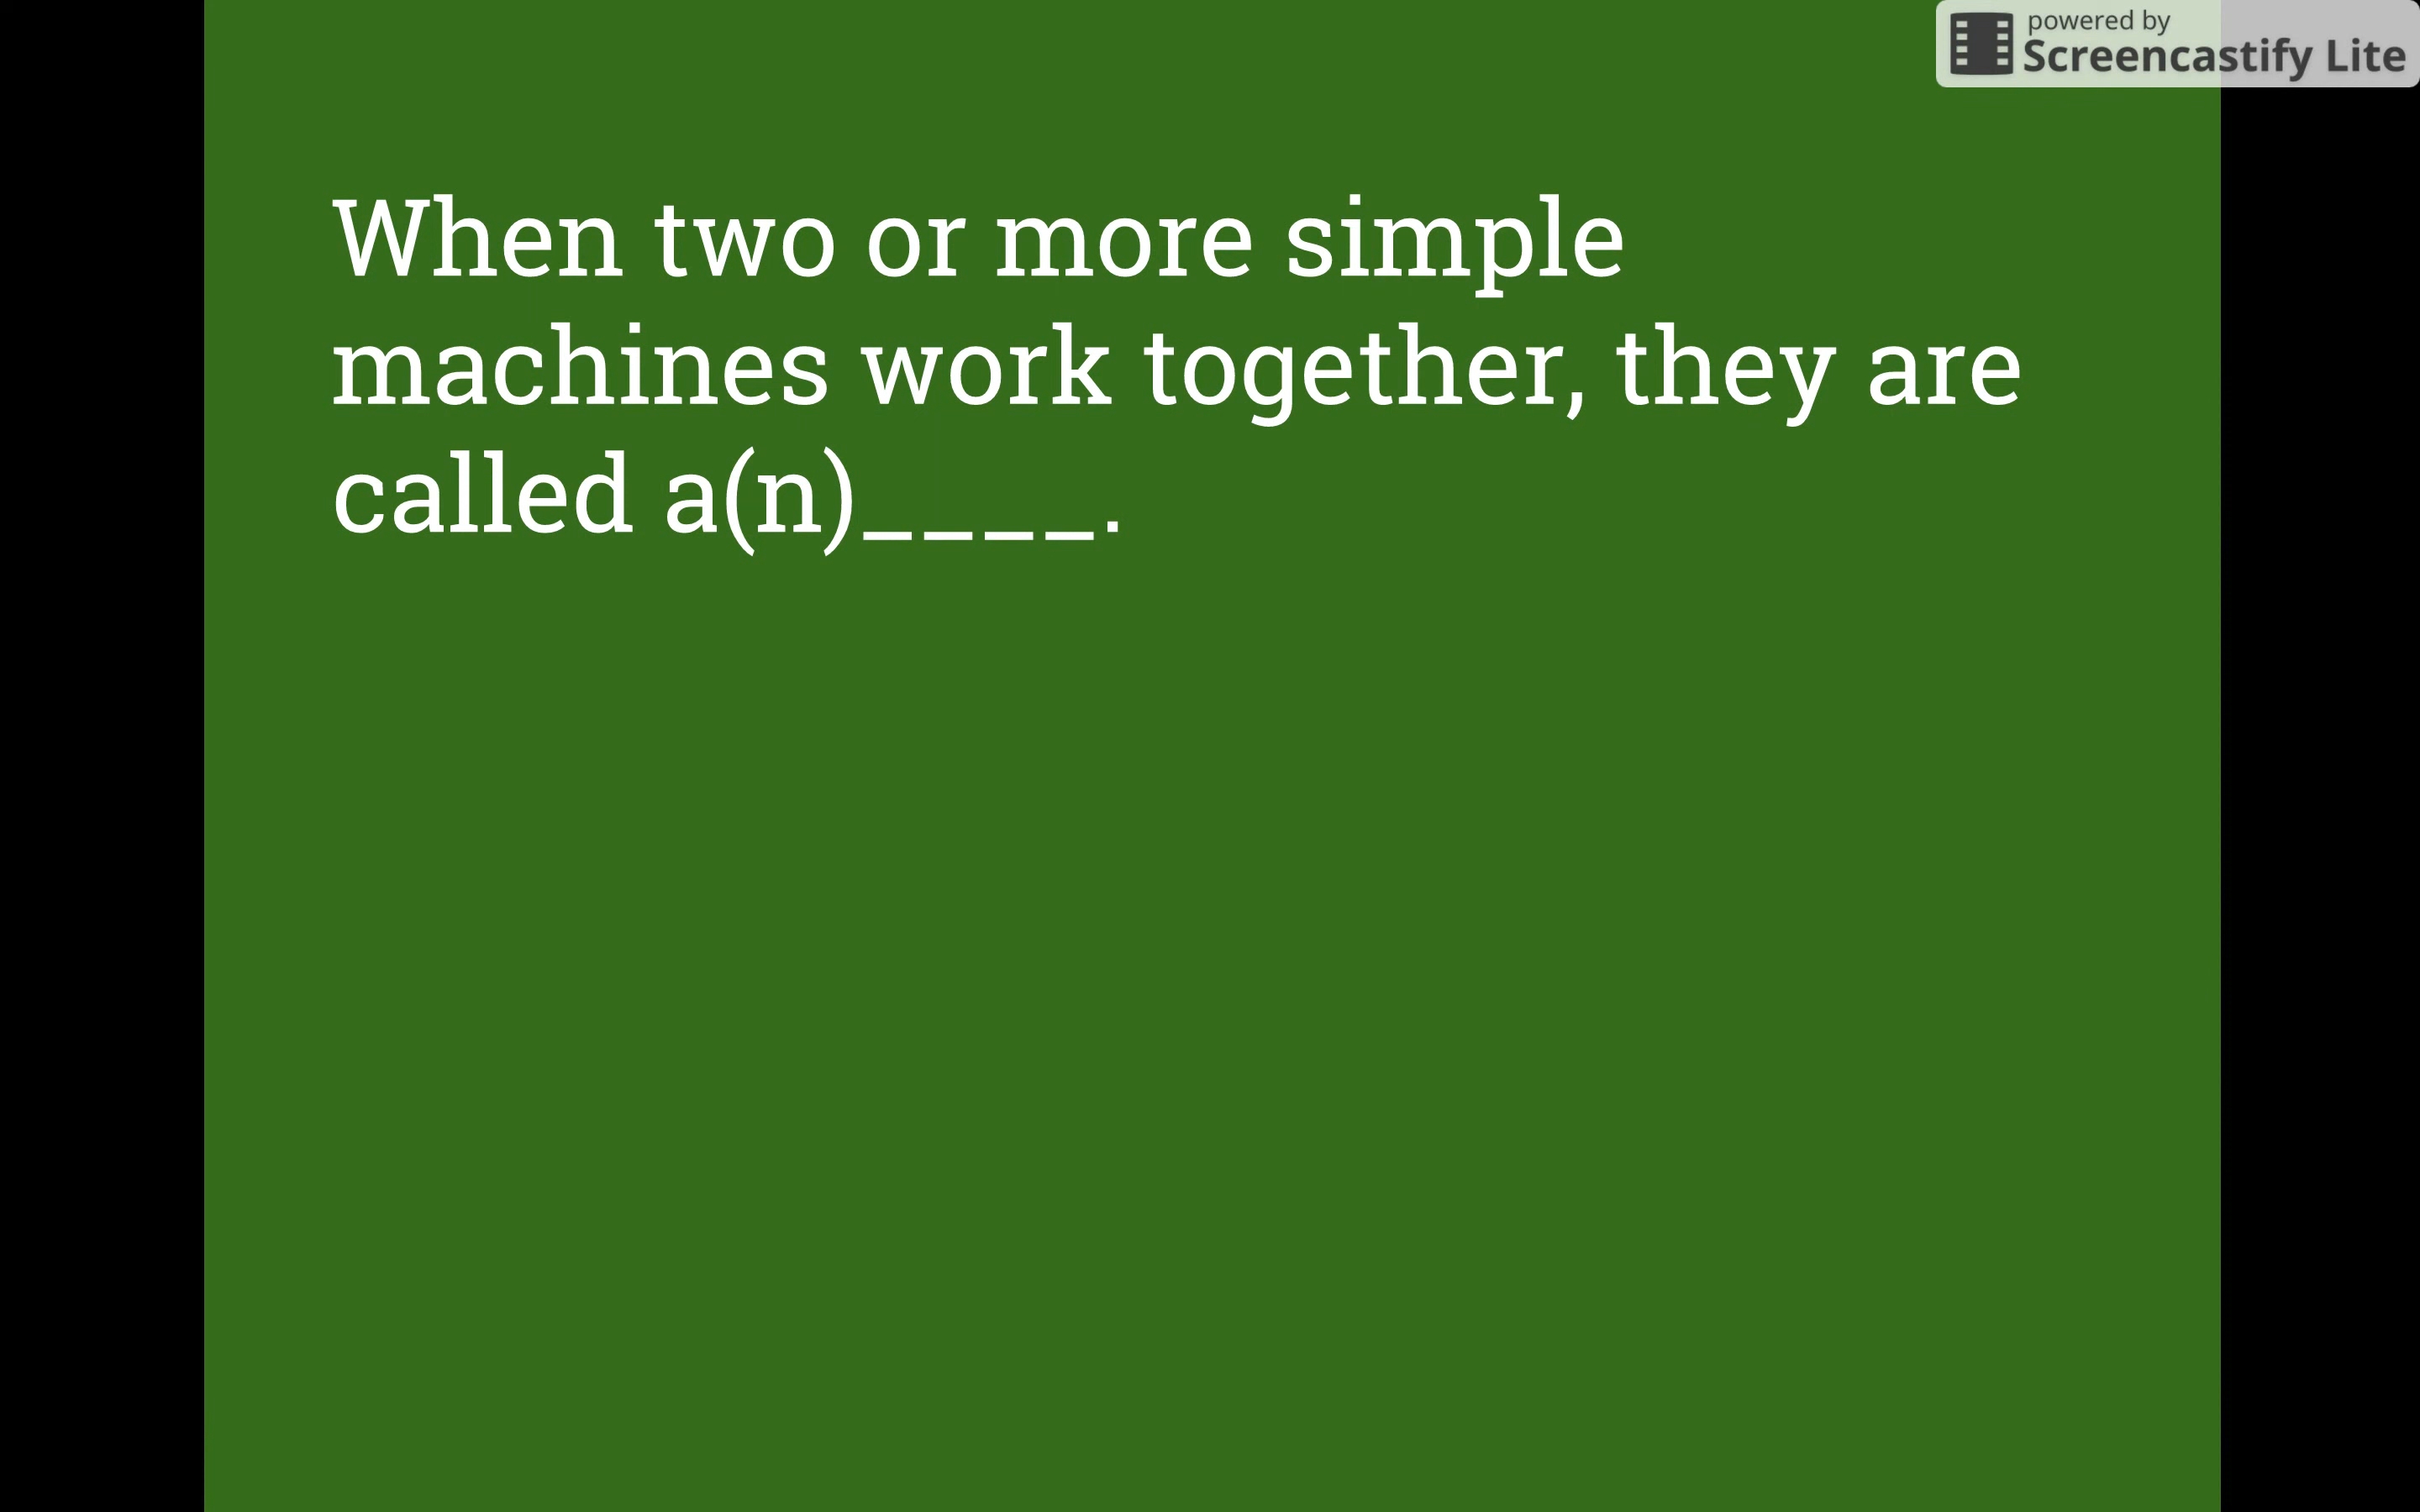 powered by
Screencastify Lite
When two or more simple
machines work together, they are
called a(n)____.